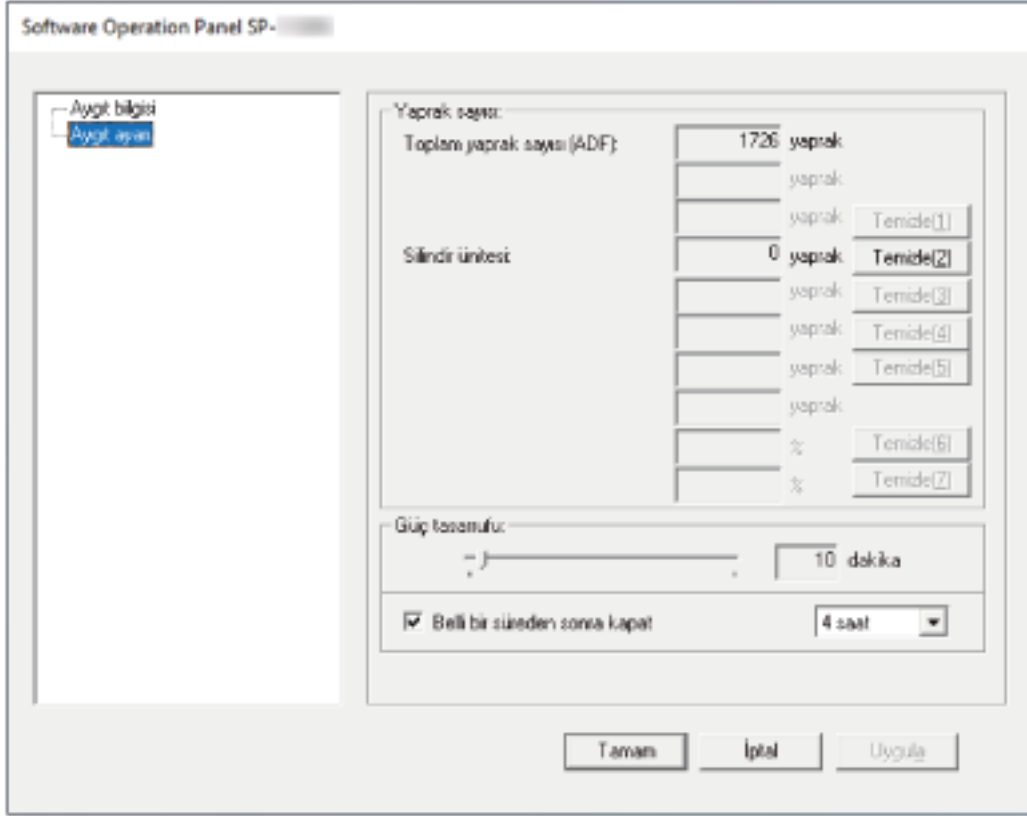 Software Operation Panel SP-
Aygıt bilgisi
Aygıt ayarı
Yaprak sayısı:
Toplam yaprak sayısı (ADF): 1726 yaprak
yaprak
yaprak Temizle(1)
Silindir ünitesi: 0 yaprak Temizle(2)
yaprak Temizle(3)
yaprak Temizle(4)
yaprak Temizle(5)
yaprak
% Temizle(6)
% Temizle(7)
Güç tasarrufu:
10 dakika
Belli bir süreden sonra kapat 4 saat
Tamam İptal Uygula